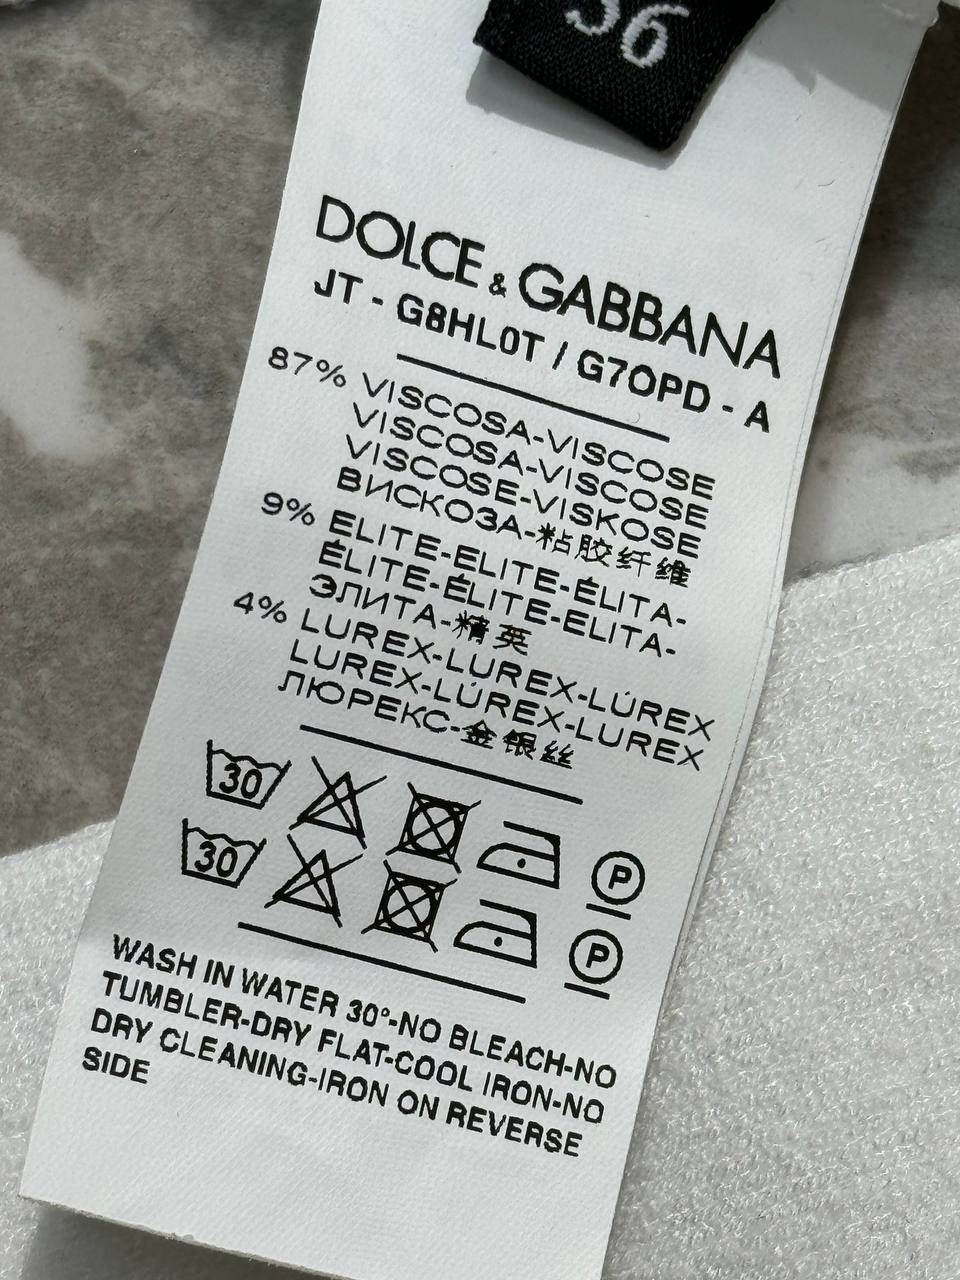 36
DOLCE & GABBANA
JT - G8HL0T / G7OPD - A
87% VISCOSA-VISCOSE
VISCOSA-VISCOSE
VISCOSE-VISKOSE
ВИСКОЗА-粘胶纤维
9% ELITE-ELITE-ÉLITA-
ÉLITE-ÉLITE-ELITA-
ЭЛИТА-精英
4% LUREX-LUREX-LÚREX
LUREX-LÚREX-LUREX
ЛЮРЕКС-金银丝
30 P
30 P
WASH IN WATER 30°-NO BLEACH-NO
TUMBLER-DRY FLAT-COOL IRON-NO
DRY CLEANING-IRON ON REVERSE
SIDE